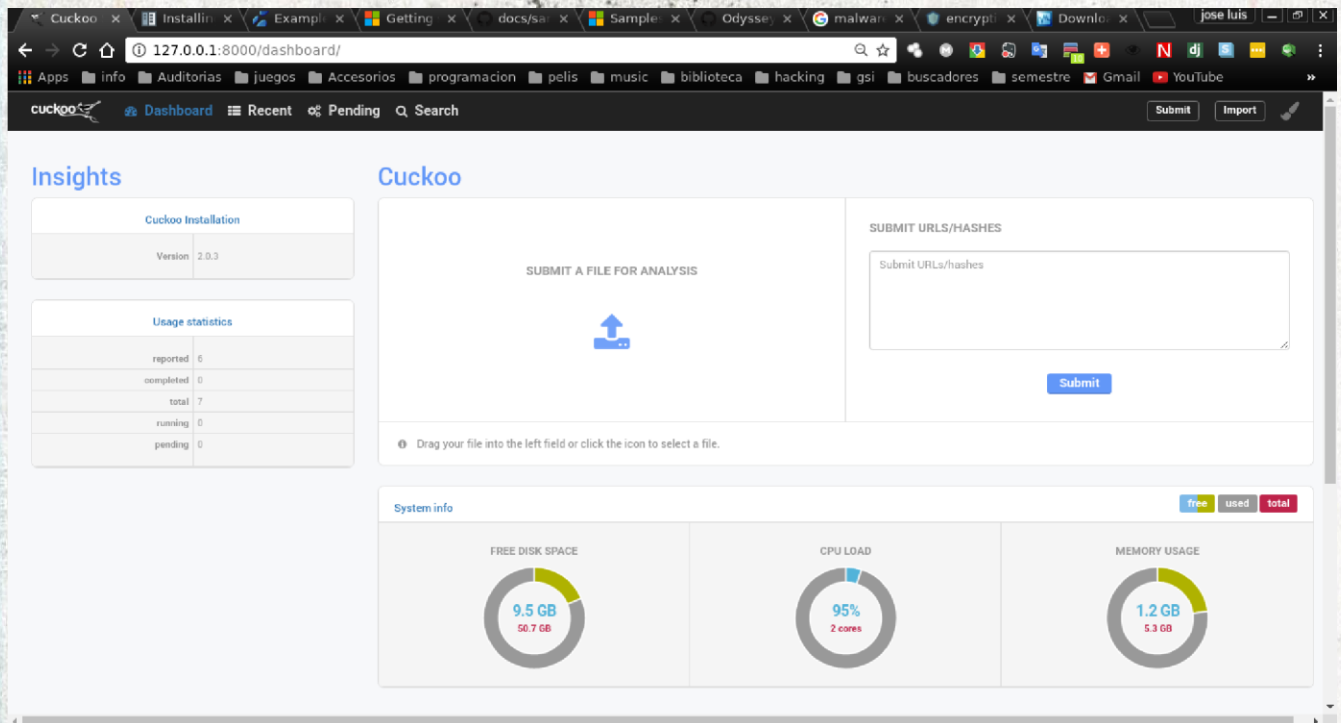 Cuckoo
Installin
Example
Getting
docs/sar
Samples
Odyssey
malware
encrypti
Downloa
jose luis
127.0.0.1:8000/dashboard/
Apps info Auditorias juegos Accesorios programacion pelis music biblioteca hacking gsi buscadores semestre Gmail YouTube »
cuckoo Dashboard Recent Pending Search Submit Import
Insights
Cuckoo Installation
Version 2.0.3
Usage statistics
reported 6
completed 0
total 7
running 0
pending 0
Cuckoo
SUBMIT A FILE FOR ANALYSIS
SUBMIT URLS/HASHES
Submit URLs/hashes
Submit
Drag your file into the left field or click the icon to select a file.
System info
free used total
FREE DISK SPACE
9.5 GB
50.7 GB
CPU LOAD
95%
2 cores
MEMORY USAGE
1.2 GB
5.3 GB